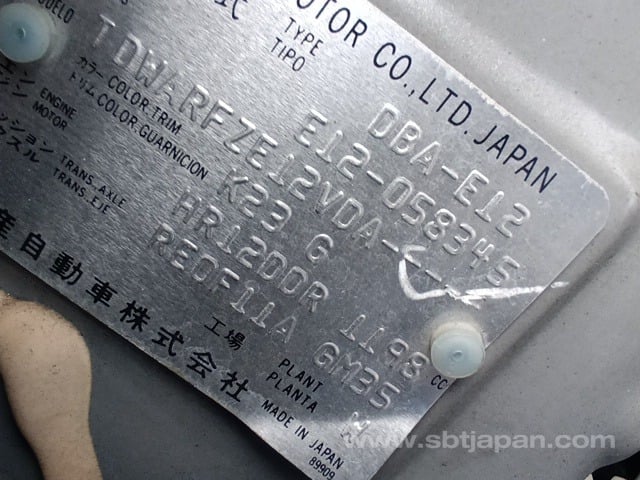 MOTOR CO.,LTD. JAPAN
TYPE DBA-E12
TIPO
E12-058345
TDWARFZE12VDA-----
カラー COLOR.TRIM K23 G
トリム COLOR.GUARNICION
ENGINE HR12DDR 1198 CC
MOTOR
TRANS.AXLE RE0F11A GM35
TRANS.EJE
工場 PLANT W
PLANTA
産自動車株式会社
MADE IN JAPAN
89909
www.sbtjapan.com